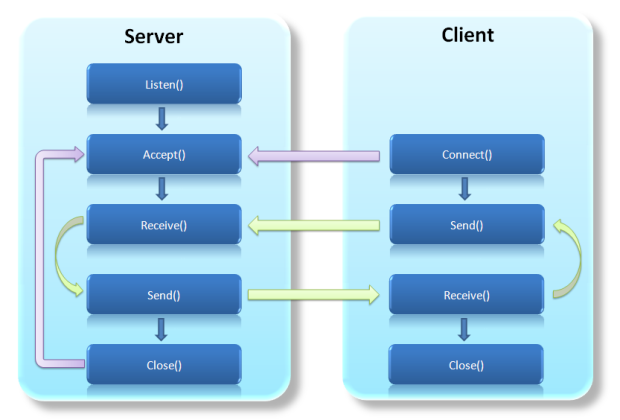 Server
Listen()
Accept()
Receive()
Send()
Close()
Client
Connect()
Send()
Receive()
Close()